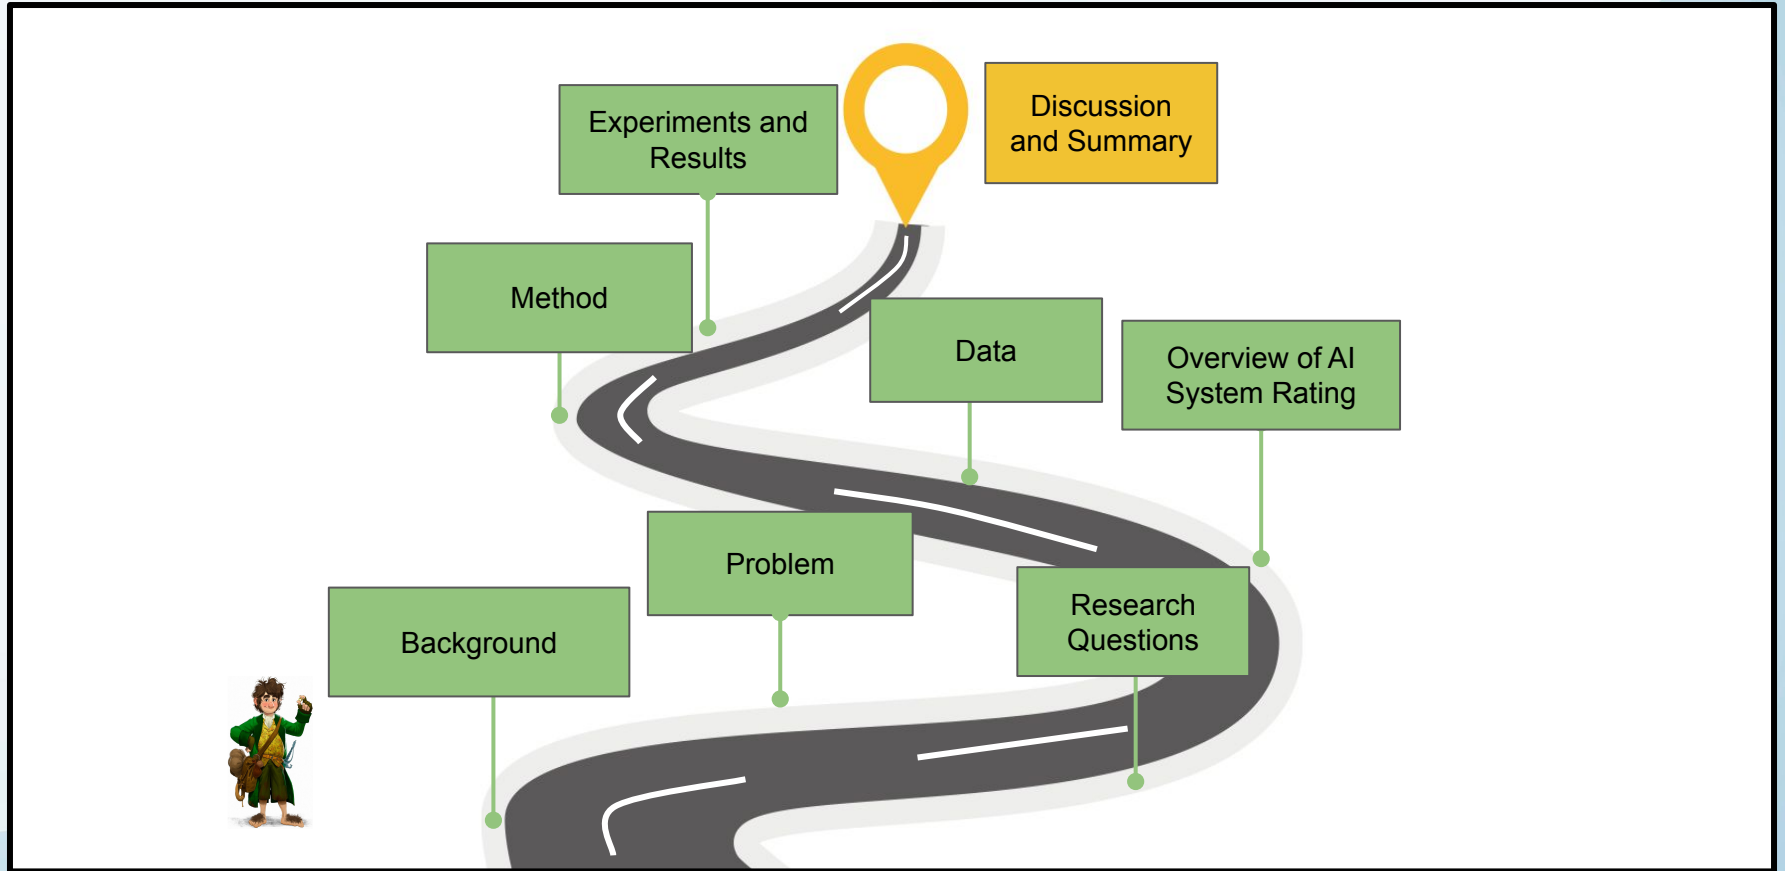 Experiments and
Results
Discussion
and Summary
Method
Data
Overview of AI
System Rating
Problem
Research
Questions
Background